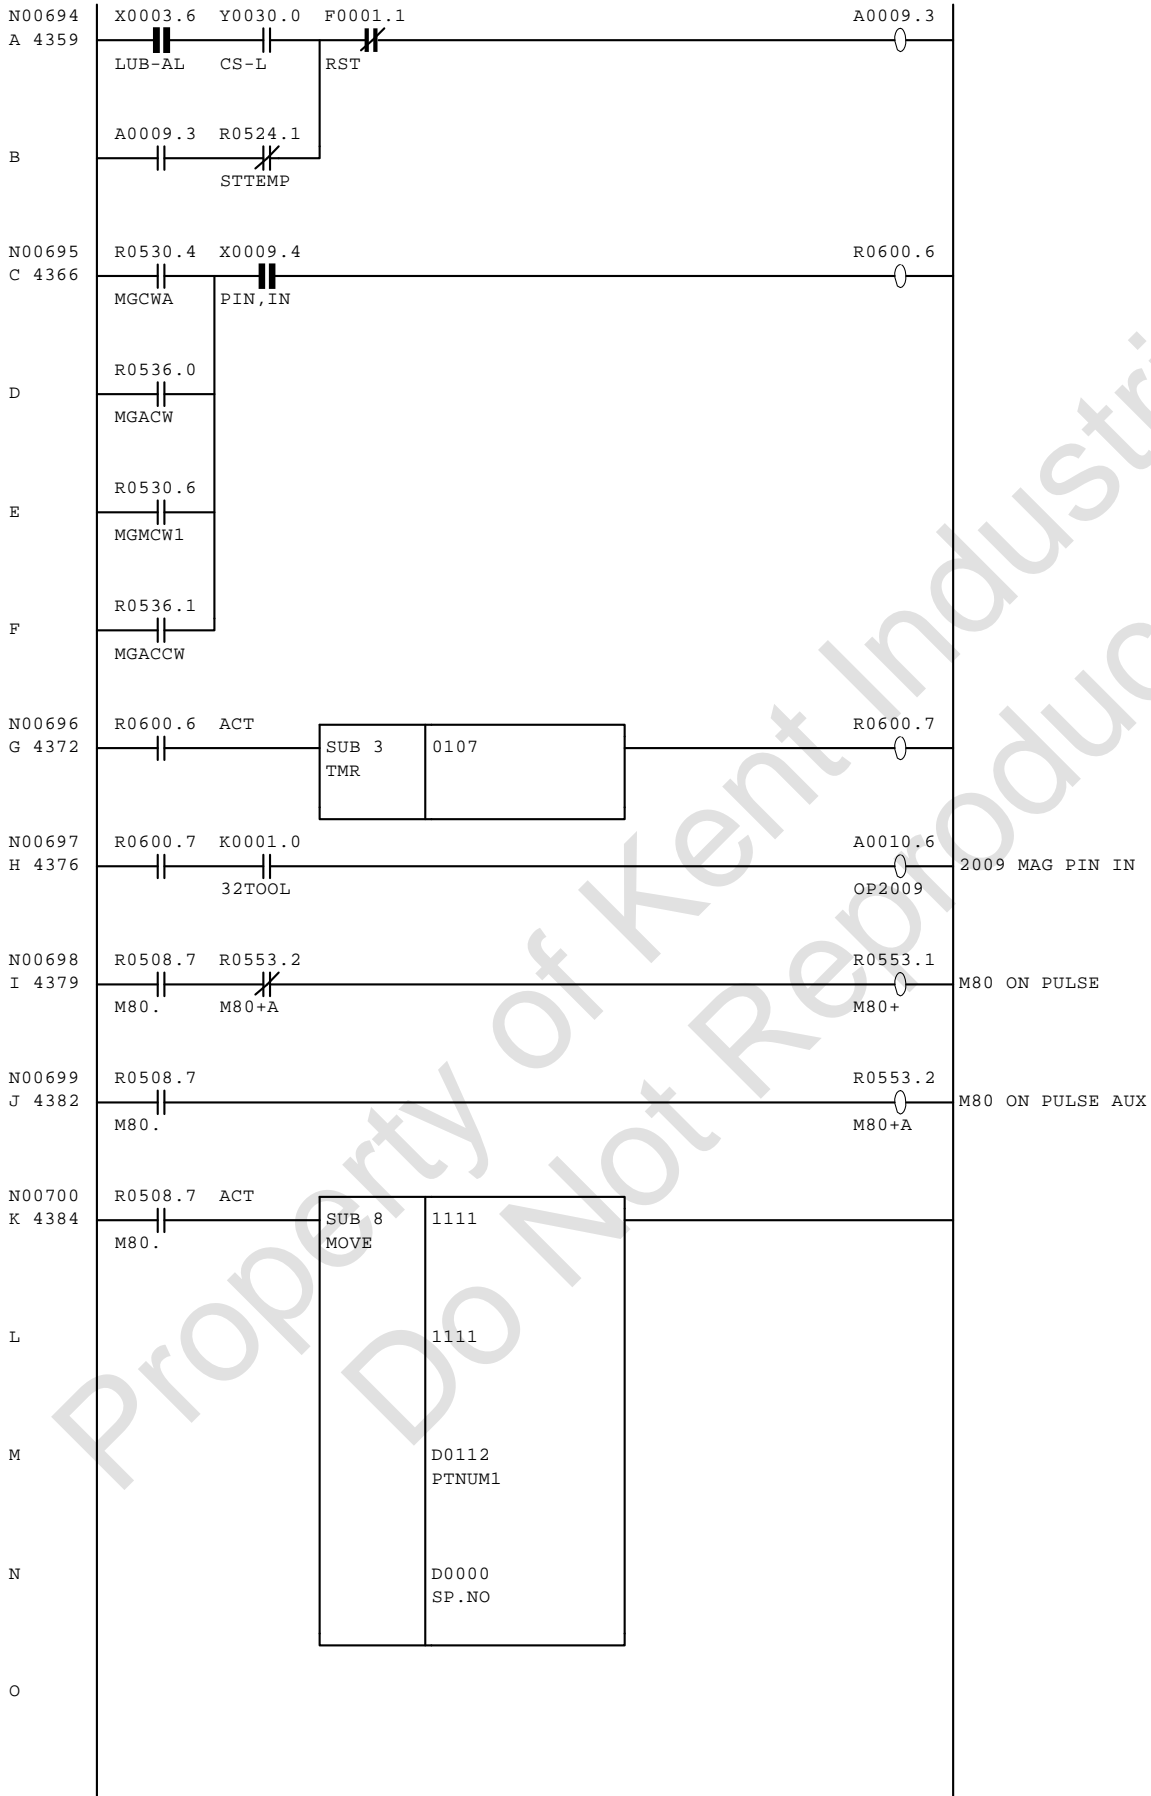 N00694 X0003.6 Y0030.0 F0001.1 A0009.3
A 4359
LUB-AL CS-L RST
A0009.3 R0524.1
B
STTEMP
N00695 R0530.4 X0009.4 R0600.6
C 4366
MGCWA PIN,IN
R0536.0
D
MGACW
R0530.6
E
MGMCW1
R0536.1
F
MGACCW
N00696 R0600.6 ACT R0600.7
G 4372 SUB 3 0107
TMR
N00697 R0600.7 K0001.0 A0010.6
H 4376 2009 MAG PIN IN
32TOOL OP2009
N00698 R0508.7 R0553.2 R0553.1
I 4379 M80 ON PULSE
M80. M80+A M80+
N00699 R0508.7 R0553.2
J 4382 M80 ON PULSE AUX
M80. M80+A
N00700 R0508.7 ACT
K 4384 SUB 8 1111
M80. MOVE
L 1111
M D0112
PTNUM1
N D0000
SP.NO
O
Property of Kent Industri
Do Not Reproduc